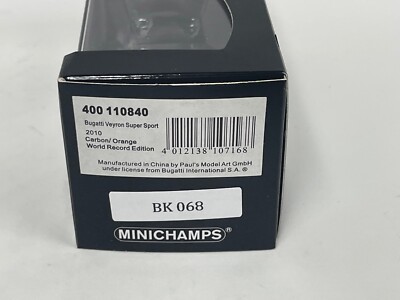 400 110840
Bugatti Veyron Super Sport
2010
Carbon/ Orange
World Record Edition
4 012138 107168
Manufactured in China by Paul's Model Art GmbH
under license from Bugatti International S.A. ®
BK 068
MINICHAMPS®